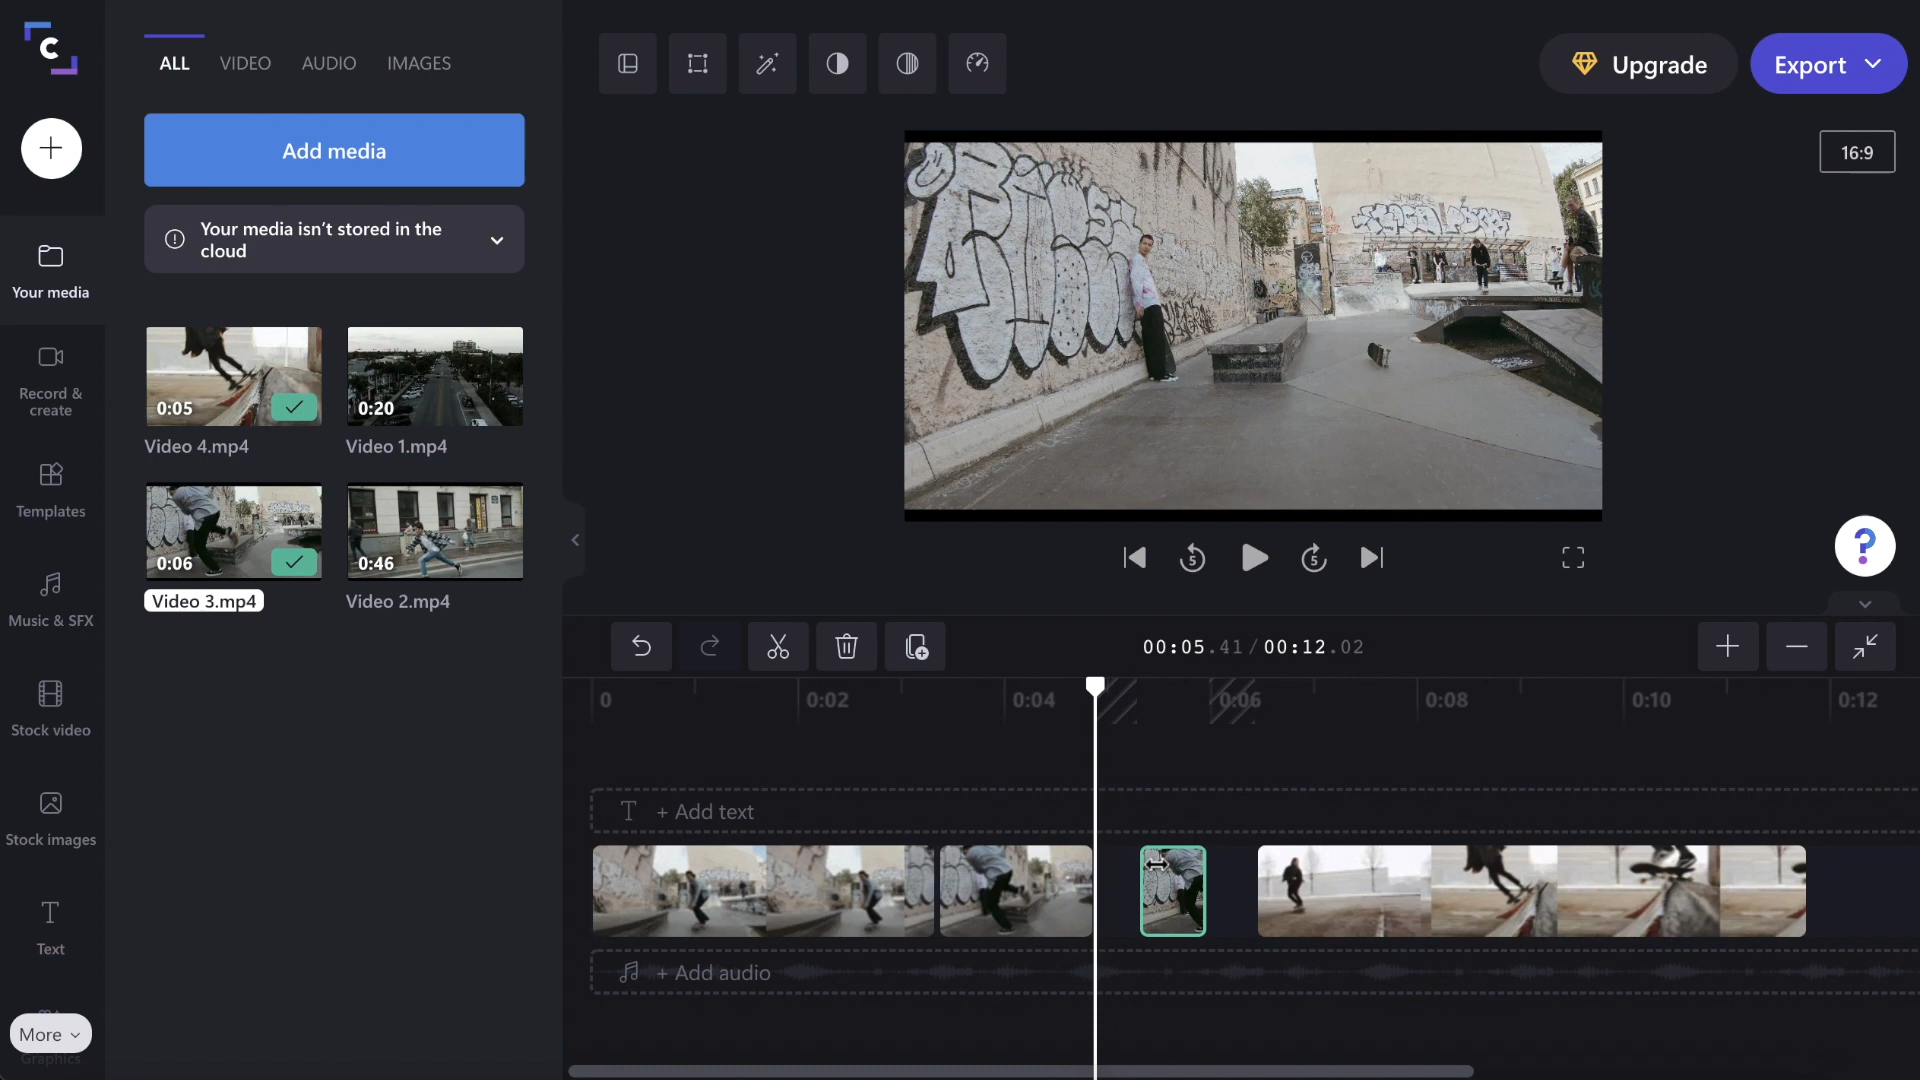 C
ALL VIDEO AUDIO IMAGES
Upgrade
Export
Add media
16:9
Your media isn’t stored in the
cloud
Your media
Record &
create
0:05
0:20
Video 4.mp4
Video 1.mp4
Templates
0:06
0:46
Video 3.mp4
Video 2.mp4
5
5
?
Music & SFX
00:05.41/00:12.02
0
0:02
0:04
0:06
0:08
0:10
0:12
Stock video
T + Add text
Stock images
T
Text
+ Add audio
More
Graphics